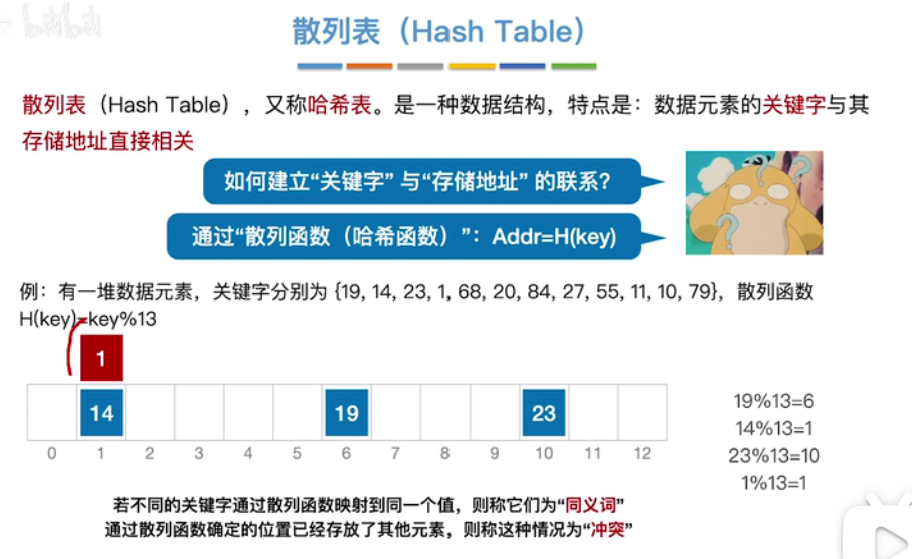 bilibili
散列表（Hash Table）
散列表（Hash Table），又称哈希表。是一种数据结构，特点是：数据元素的关键字与其
存储地址直接相关
如何建立“关键字” 与“存储地址” 的联系？
通过“散列函数（哈希函数）”：Addr=H(key)
例：有一堆数据元素，关键字分别为 {19, 14, 23, 1, 68, 20, 84, 27, 55, 11, 10, 79}，散列函数
H(key)=key%13
1
14 19 23
0 1 2 3 4 5 6 7 8 9 10 11 12
19%13=6
14%13=1
23%13=10
1%13=1
若不同的关键字通过散列函数映射到同一个值，则称它们为“同义词”
通过散列函数确定的位置已经存放了其他元素，则称这种情况为“冲突”